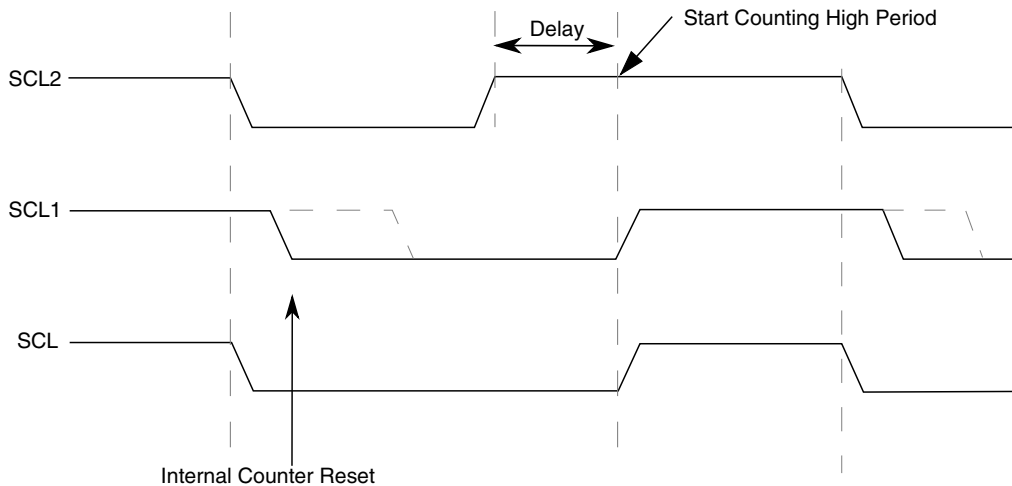 Start Counting High Period
Delay
SCL2
SCL1
SCL
Internal Counter Reset